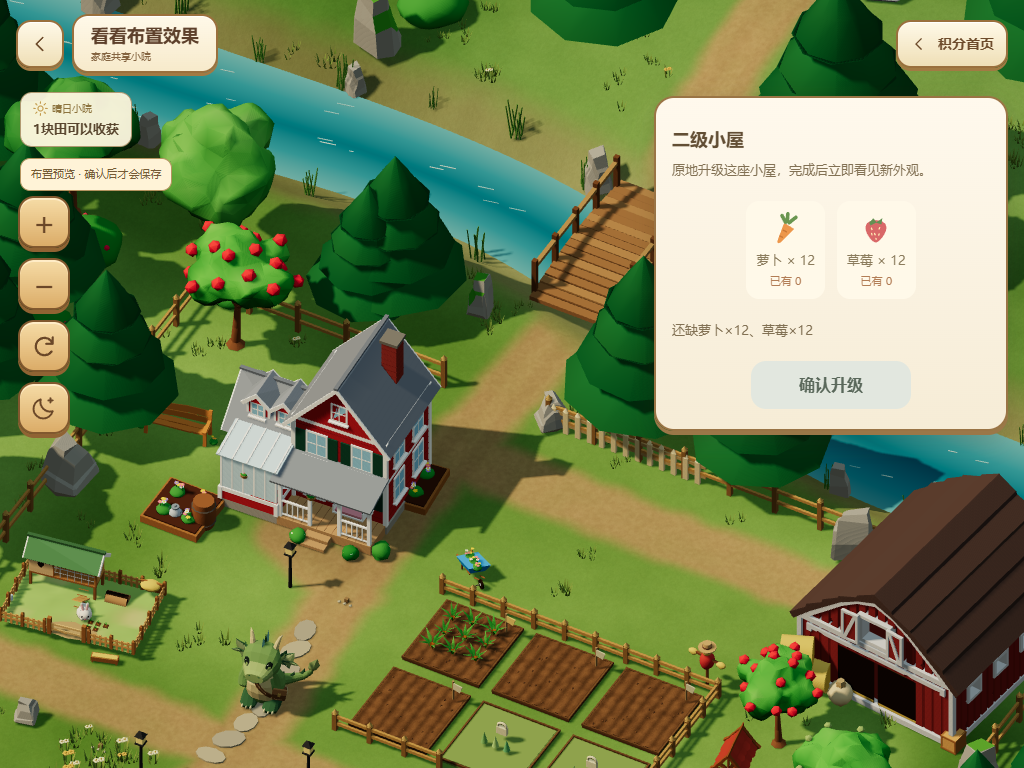 看看布置效果
家庭共享小院
积分首页
晴日小院
1块田可以收获
布置预览 · 确认后才会保存
二级小屋
原地升级这座小屋，完成后立即看见新外观。
萝卜 × 12
草莓 × 12
已有 0
已有 0
还缺萝卜×12、草莓×12
确认升级